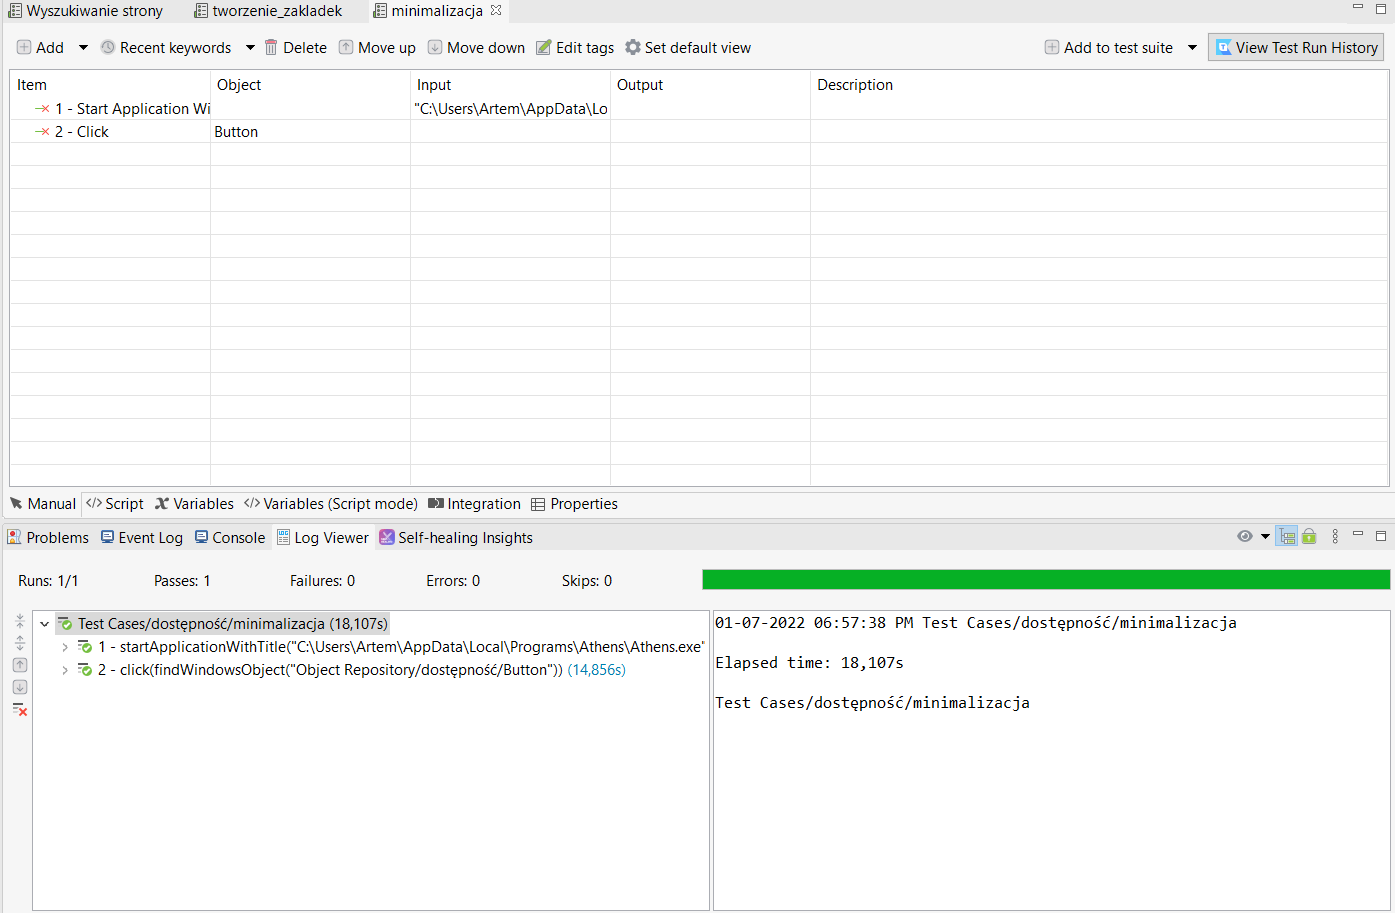 Wyszukiwanie strony tworzenie_zakladek minimalizacja
Add Recent keywords Delete Move up Move down Edit tags Set default view Add to test suite View Test Run History
Item Object Input Output Description
1 - Start Application Wi "C:\Users\Artem\AppData\Lo
2 - Click Button
Manual </> Script Variables </> Variables (Script mode) Integration Properties
Problems Event Log Console Log Viewer Self-healing Insights
Runs: 1/1 Passes: 1 Failures: 0 Errors: 0 Skips: 0
Test Cases/dostępność/minimalizacja (18,107s)
1 - startApplicationWithTitle("C:\Users\Artem\AppData\Local\Programs\Athens\Athens.exe"
2 - click(findWindowsObject("Object Repository/dostępność/Button")) (14,856s)
01-07-2022 06:57:38 PM Test Cases/dostępność/minimalizacja
Elapsed time: 18,107s
Test Cases/dostępność/minimalizacja